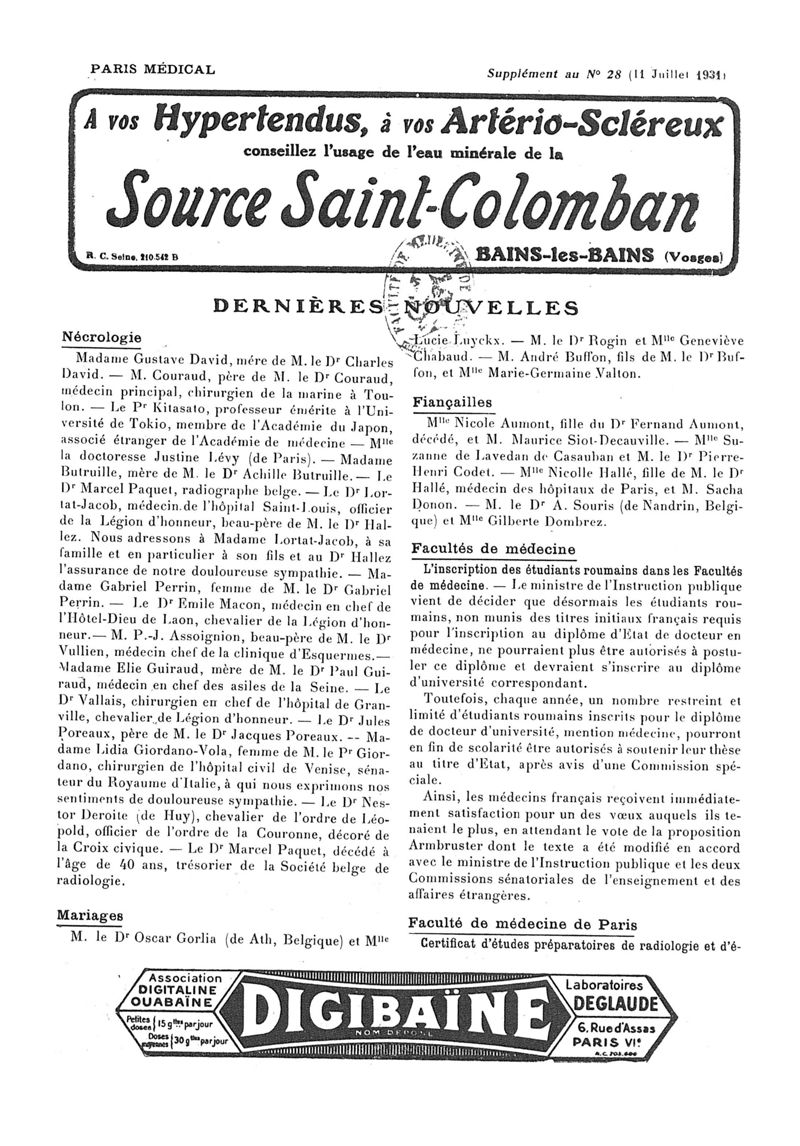 PARIS MÉDICAL
Supplément au N° 28 (11 Juillet 1931)
A vos Hypertendus, à vos Artério-Scléreux
conseillez l'usage de l'eau minérale de la
Source Saint-Colomban
R. C. Seine, 210.542 B
BAINS-les-BAINS (Vosges)
FACULTÉ DE MÉDECINE DE
DERNIÈRES NOUVELLES
Nécrologie
Madame Gustave David, mére de M. le Dr Charles
David. — M. Couraud, père de M. le Dr Couraud,
médecin principal, chirurgien de la marine à Tou-
lon. — Le Pr Kitasato, professeur émérite à l'Uni-
versité de Tokio, membre de l'Académie du Japon,
associé étranger de l'Académie de médecine — Mlle
la doctoresse Justine Lévy (de Paris). — Madame
Butruille, mère de M. le Dr Achille Butruille. — Le
Dr Marcel Paquet, radiographe belge. — Le Dr Lor-
tat-Jacob, médecin de l'hôpital Saint-Louis, officier
de la Légion d'honneur, beau-père de M. le Dr Hal-
lez. Nous adressons à Madame Lortat-Jacob, à sa
famille et en particulier à son fils et au Dr Hallez
l'assurance de notre douloureuse sympathie. — Ma-
dame Gabriel Perrin, femme de M. le Dr Gabriel
Perrin. — Le Dr Emile Macon, médecin en chef de
l'Hôtel-Dieu de Laon, chevalier de la Légion d'hon-
neur.— M. P.-J. Assoignion, beau-père de M. le Dr
Vullien, médecin chef de la clinique d'Esquermes.—
Madame Elie Guiraud, mère de M. le Dr Paul Gui-
raud, médecin en chef des asiles de la Seine. — Le
Dr Vallais, chirurgien en chef de l'hôpital de Gran-
ville, chevalier de Légion d'honneur. — Le Dr Jules
Poreaux, père de M. le Dr Jacques Poreaux. -- Ma-
dame Lidia Giordano-Vola, femme de M. le Pr Gior-
dano, chirurgien de l'hôpital civil de Venise, séna-
teur du Royaume d'Italie, à qui nous exprimons nos
sentiments de douloureuse sympathie. — Le Dr Nes-
tor Deroite (de Huy), chevalier de l'ordre de Léo-
pold, officier de l'ordre de la Couronne, décoré de
la Croix civique. — Le Dr Marcel Paquet, décédé à
l'âge de 40 ans, trésorier de la Société belge de
radiologie.
Mariages
M. le Dr Oscar Gorlia (de Ath, Belgique) et Mlle
Lucie Luyckx. — M. le Dr Rogin et Mlle Geneviève
Chabaud. — M. André Buffon, fils de M. le Dr Buf-
fon, et Mlle Marie-Germaine Valton.
Fiançailles
Mlle Nicole Aumont, fille du Dr Fernand Aumont,
décédé, et M. Maurice Siot-Decauville. — Mlle Su-
zanne de Lavedan de Casauban et M. le Dr Pierre-
Henri Codet. — Mlle Nicolle Hallé, fille de M. le Dr
Hallé, médecin des hôpitaux de Paris, et M. Sacha
Donon. — M. le Dr A. Souris (de Nandrin, Belgi-
que) et Mlle Gilberte Dombrez.
Facultés de médecine
L'inscription des étudiants roumains dans les Facultés
de médecine. — Le ministre de l'Instruction publique
vient de décider que désormais les étudiants rou-
mains, non munis des titres initiaux français requis
pour l'inscription au diplôme d'Etat de docteur en
médecine, ne pourraient plus être autorisés à postu-
ler ce diplôme et devraient s'inscrire au diplôme
d'université correspondant.
Toutefois, chaque année, un nombre restreint et
limité d'étudiants roumains inscrits pour le diplôme
de docteur d'université, mention médecine, pourront
en fin de scolarité être autorisés à soutenir leur thèse
au titre d'Etat, après avis d'une Commission spé-
ciale.
Ainsi, les médecins français reçoivent immédiate-
ment satisfaction pour un des vœux auquels ils te-
naient le plus, en attendant le vote de la proposition
Armbruster dont le texte a été modifié en accord
avec le ministre de l'Instruction publique et les deux
Commissions sénatoriales de l'enseignement et des
affaires étrangères.
Faculté de médecine de Paris
Certificat d'études préparatoires de radiologie et d'é-
Association
DIGITALINE
OUABAÏNE
Petites doses 15 gttes par jour
Doses moyennes 30 gttes par jour
DIGIBAÏNE
NOM DÉPOSÉ
Laboratoires
DEGLAUDE
6, Rue d'Assas
PARIS VIe
R.C. 203.606